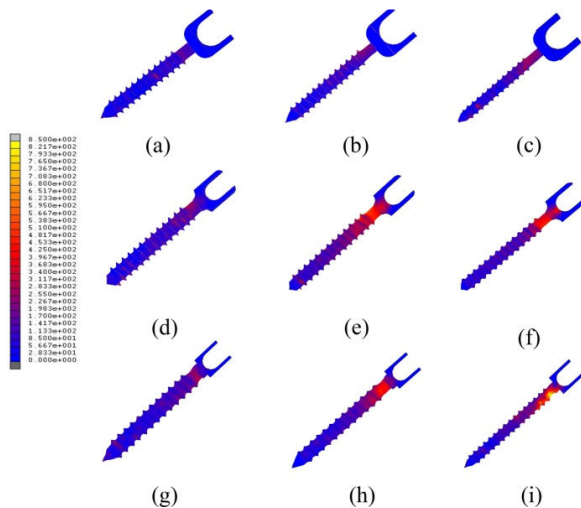 (a)
(b)
(c)
8.500e+002
8.217e+002
7.933e+002
7.650e+002
7.367e+002
7.083e+002
6.800e+002
6.517e+002
6.233e+002
5.950e+002
5.667e+002
5.383e+002
5.100e+002
4.817e+002
4.533e+002
4.250e+002
3.967e+002
3.683e+002
3.400e+002
3.117e+002
2.833e+002
2.550e+002
2.267e+002
1.983e+002
1.700e+002
1.417e+002
1.133e+002
8.500e+001
5.667e+001
2.833e+001
0.000e+000
(d)
(e)
(f)
(g)
(h)
(i)